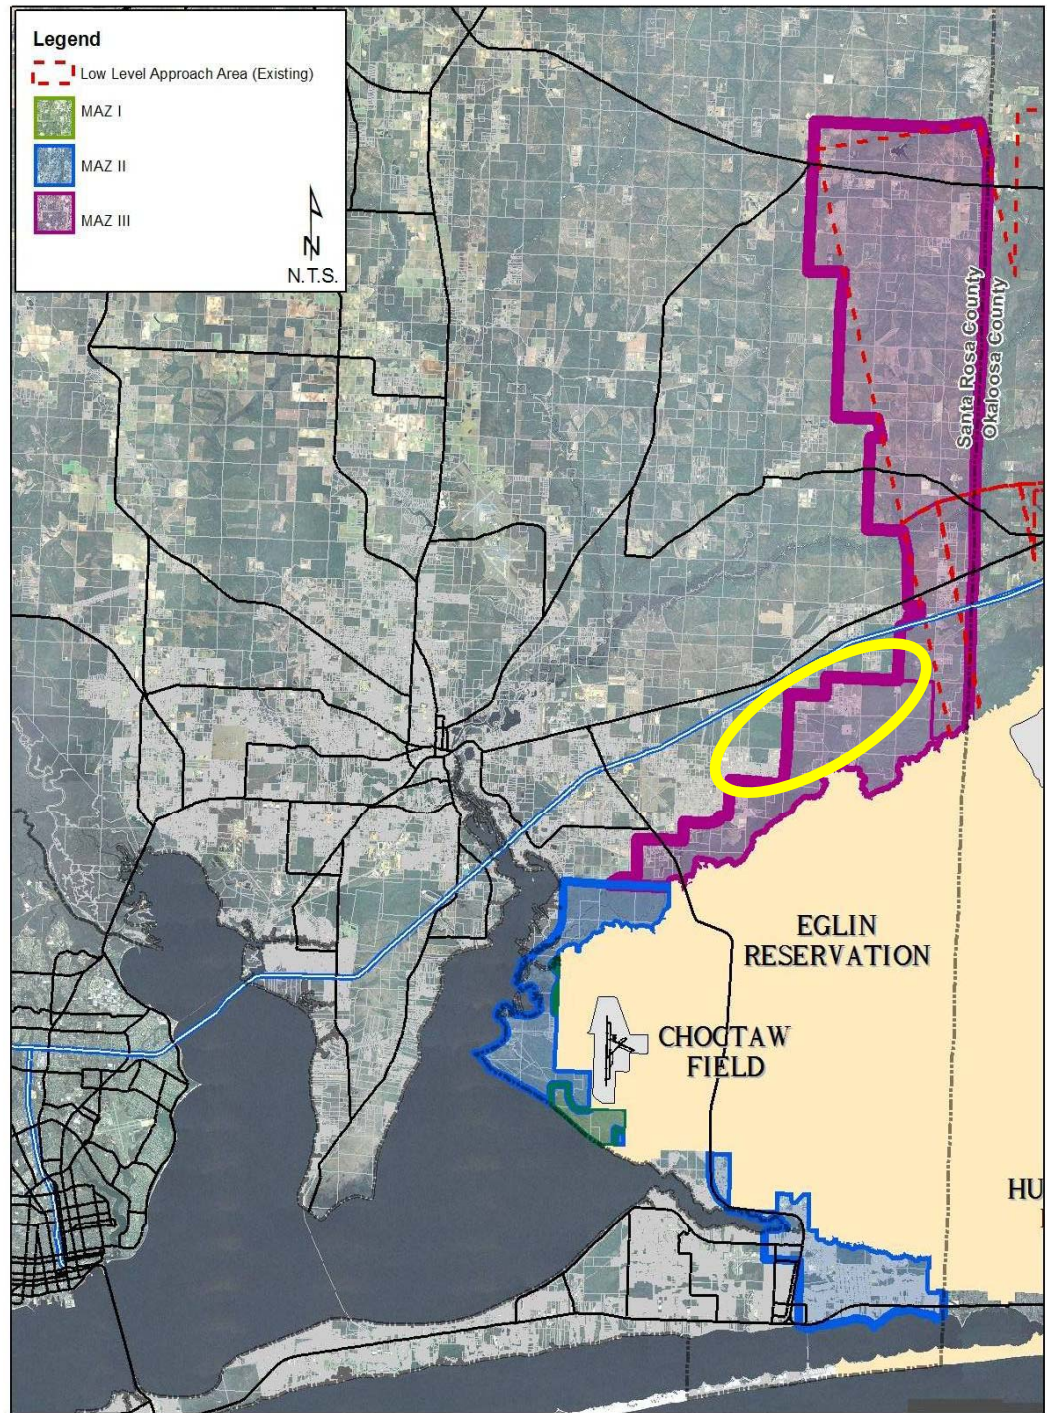 Legend
Low Level Approach Area (Existing)
MAZ I
MAZ II
MAZ III
N
N.T.S.
Santa Rosa County
Okaloosa County
EGLIN
RESERVATION
CHOCTAW
FIELD
HU